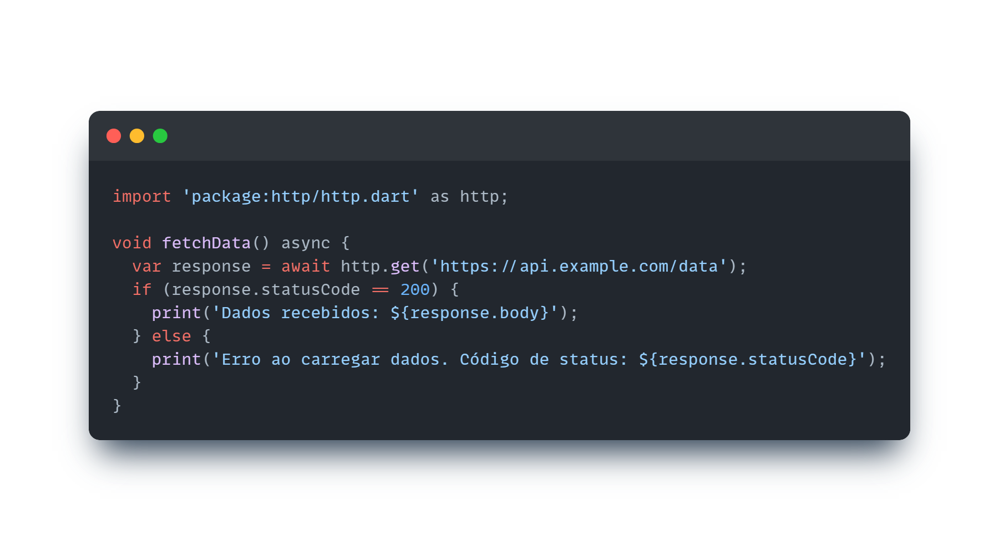 import 'package:http/http.dart' as http;

void fetchData() async {
  var response = await http.get('https://api.example.com/data');
  if (response.statusCode == 200) {
    print('Dados recebidos: ${response.body}');
  } else {
    print('Erro ao carregar dados. Código de status: ${response.statusCode}');
  }
}